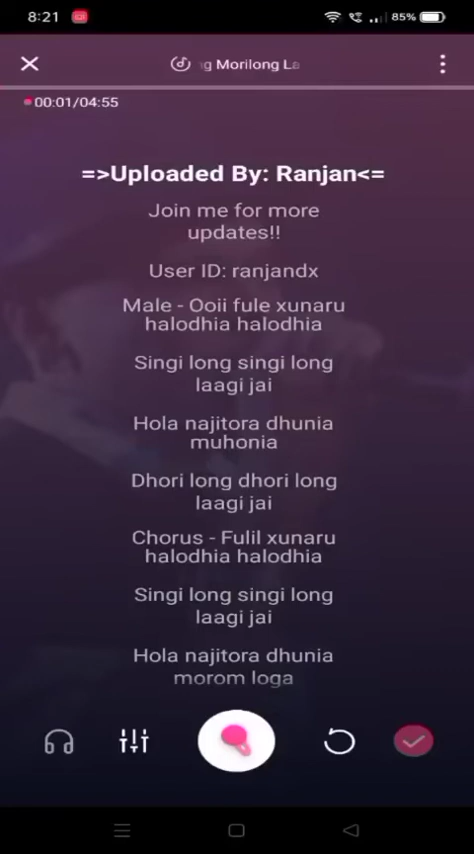 8:21
85%
ng Morilong La
00:01/04:55
=>Uploaded By: Ranjan<=
Join me for more
updates!!
User ID: ranjandx
Male - Ooii fule xunaru
halodhia halodhia
Singi long singi long
laagi jai
Hola najitora dhunia
muhonia
Dhori long dhori long
laagi jai
Chorus - Fulil xunaru
halodhia halodhia
Singi long singi long
laagi jai
Hola najitora dhunia
morom loga